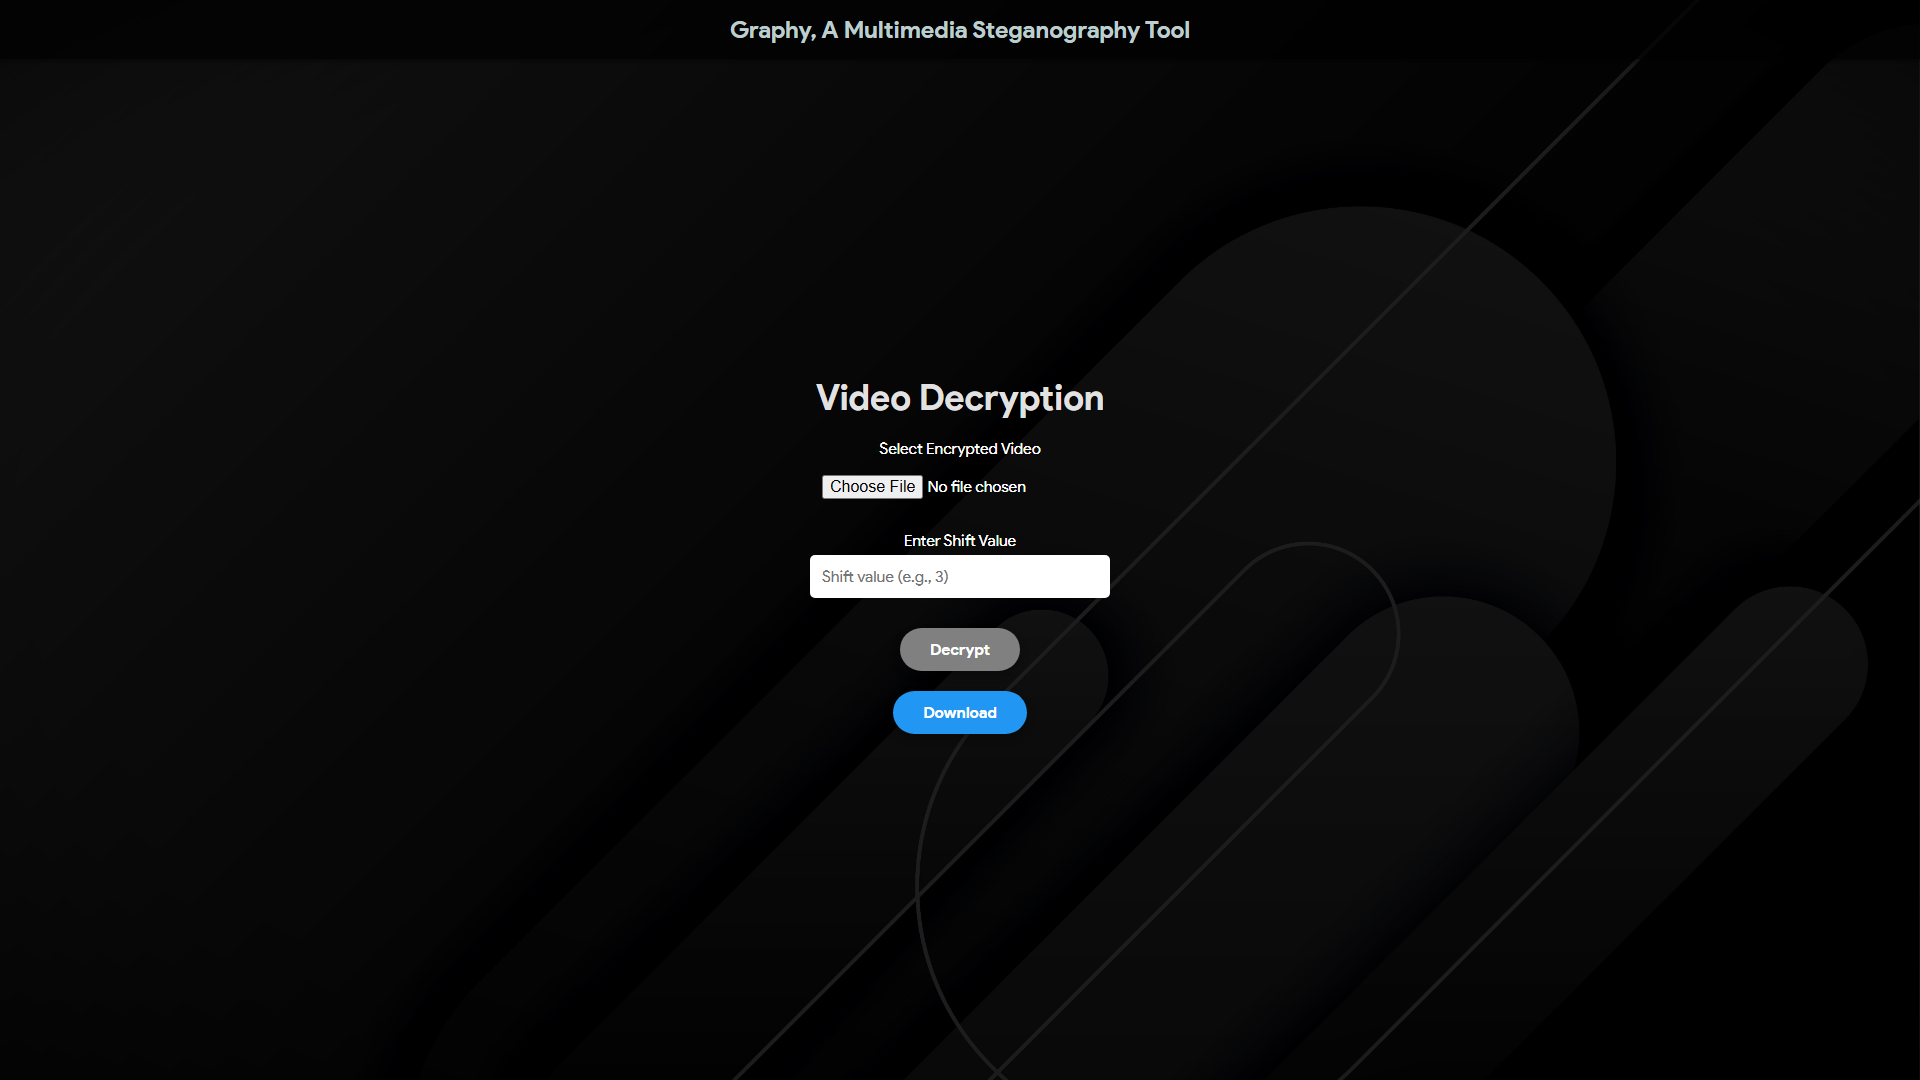 Graphy, A Multimedia Steganography Tool
Video Decryption
Select Encrypted Video
Choose File No file chosen
Enter Shift Value
Shift value (e.g., 3)
Decrypt
Download